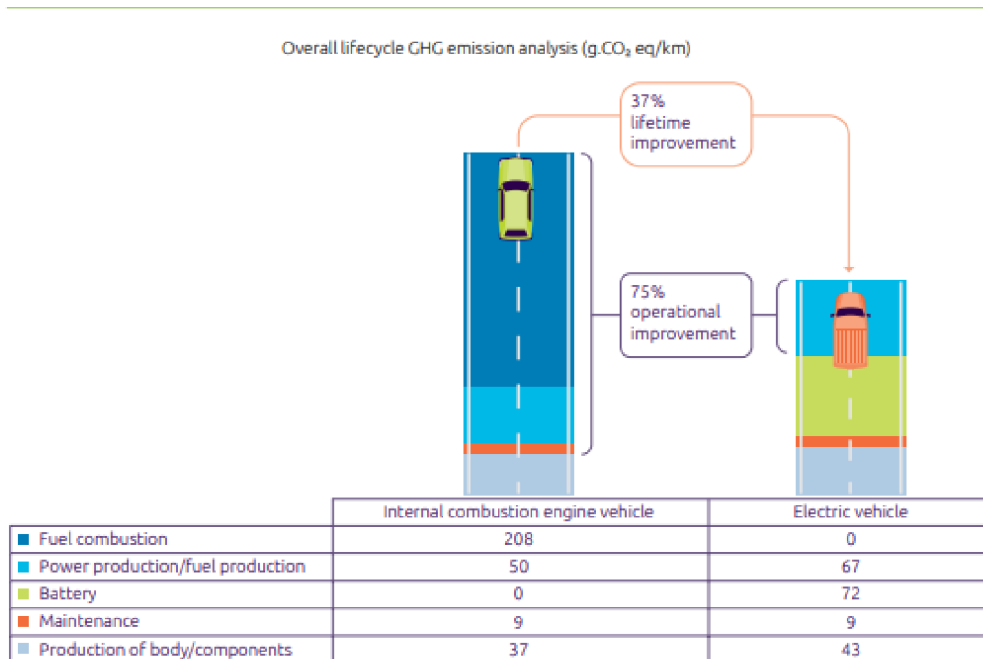 Overall lifecycle GHG emission analysis (g.CO₂ eq/km)
37%
lifetime
improvement
75%
operational
improvement
Internal combustion engine vehicle Electric vehicle
Fuel combustion 208 0
Power production/fuel production 50 67
Battery 0 72
Maintenance 9 9
Production of body/components 37 43